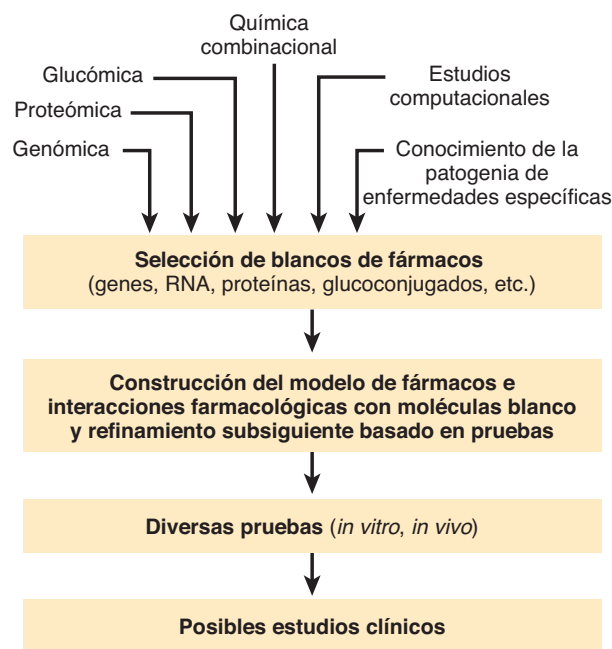 Química
combinacional
Glucómica
Estudios
computacionales
Proteómica
Genómica
Conocimiento de la
patogenia de
enfermedades específicas
Selección de blancos de fármacos
(genes, RNA, proteínas, glucoconjugados, etc.)
Construcción del modelo de fármacos e
interacciones farmacológicas con moléculas blanco
y refinamiento subsiguiente basado en pruebas
Diversas pruebas (in vitro, in vivo)
Posibles estudios clínicos